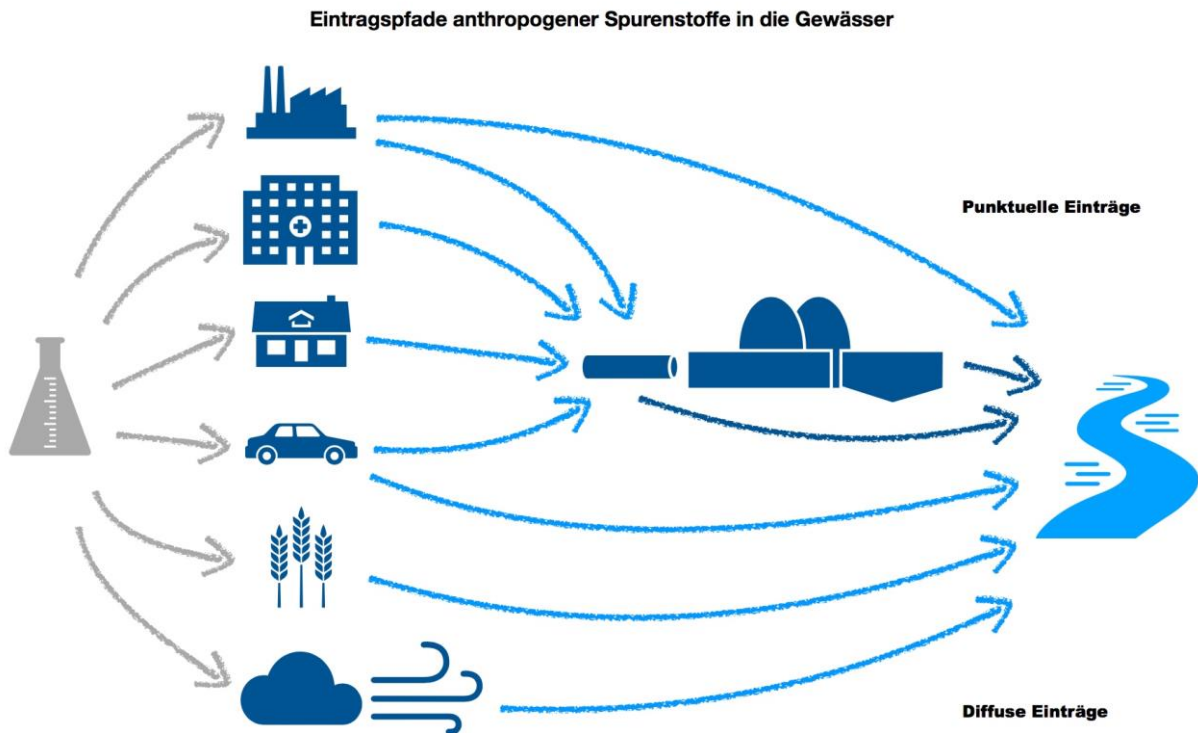 Eintragspfade anthropogener Spurenstoffe in die Gewässer
Punktuelle Einträge
Diffuse Einträge